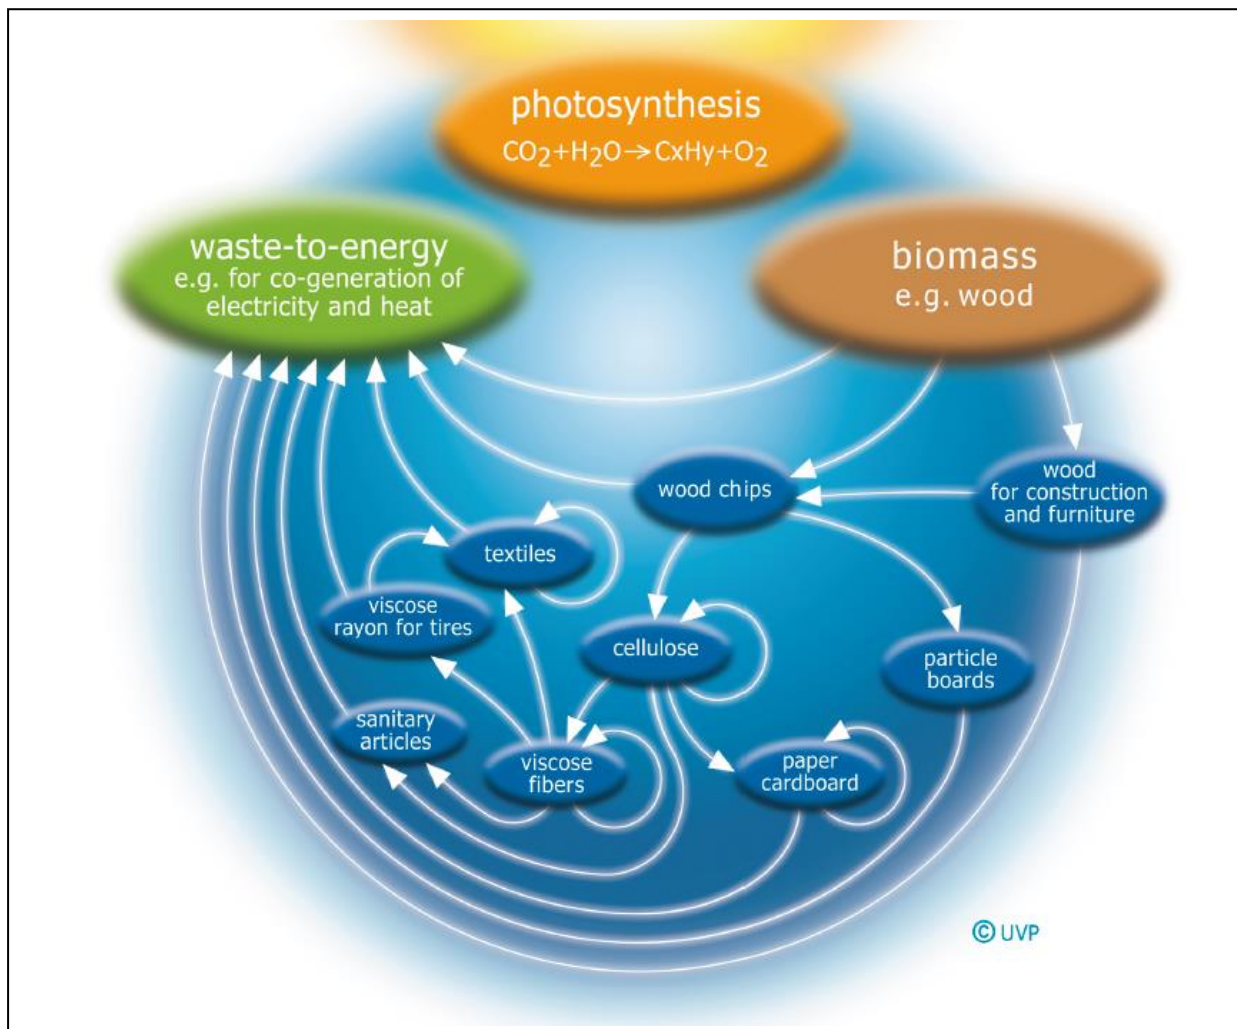 photosynthesis
CO2+H2O→CxHy+O2
waste-to-energy
e.g. for co-generation of
electricity and heat
biomass
e.g. wood
wood chips
wood
for construction
and furniture
textiles
viscose
rayon for tires
cellulose
particle
boards
sanitary
articles
viscose
fibers
paper
cardboard
© UVP